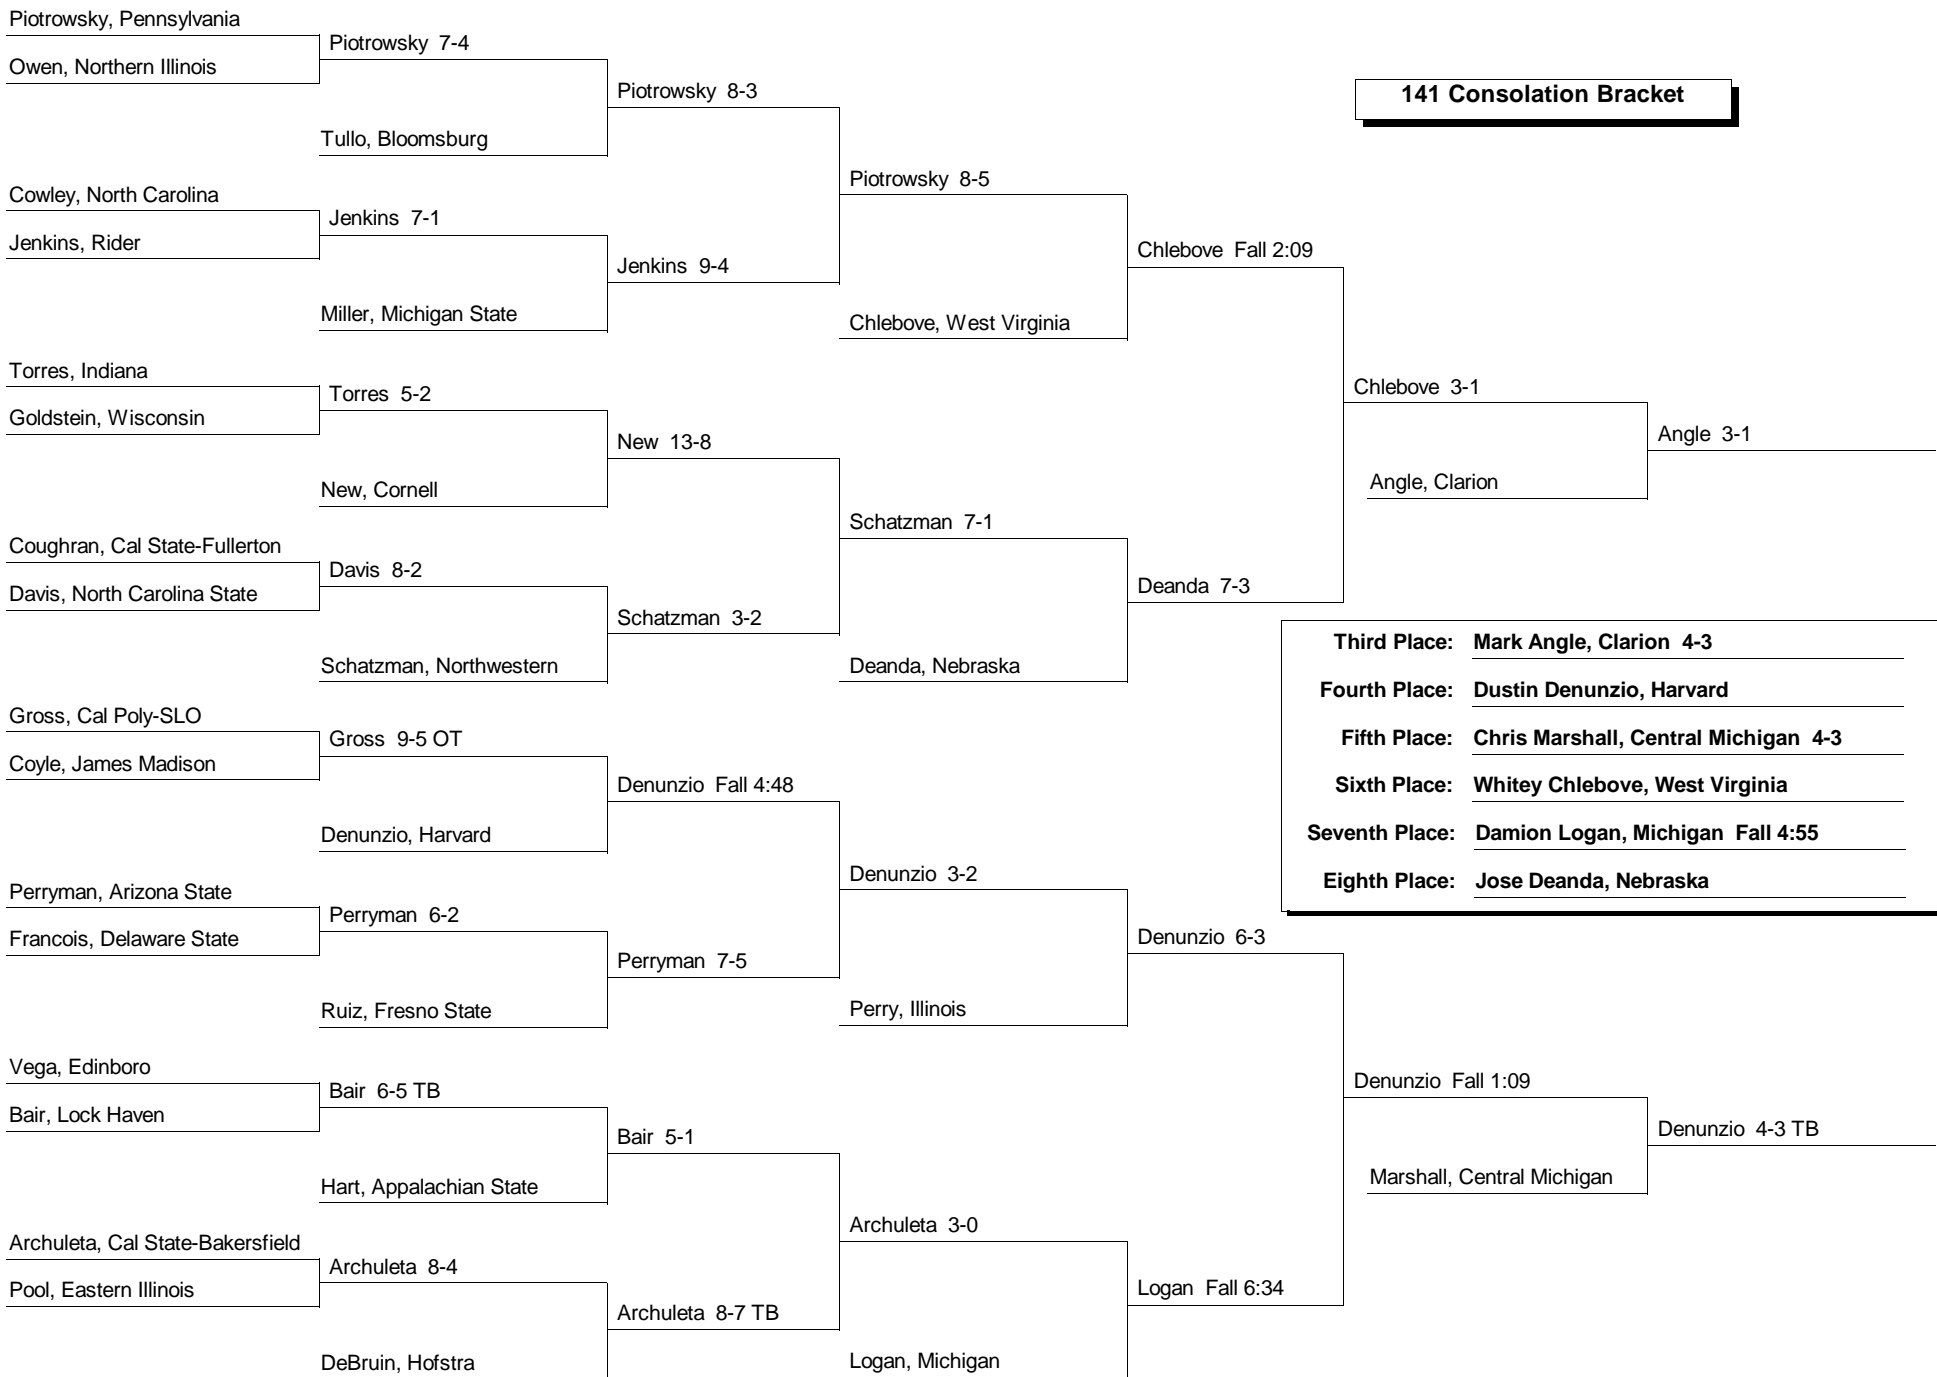 141 Consolation Bracket
Piotrowsky, Pennsylvania
Owen, Northern Illinois
Cowley, North Carolina
Jenkins, Rider
Torres, Indiana
Goldstein, Wisconsin
Coughran, Cal State-Fullerton
Davis, North Carolina State
Gross, Cal Poly-SLO
Coyle, James Madison
Perryman, Arizona State
Francois, Delaware State
Vega, Edinboro
Bair, Lock Haven
Archuleta, Cal State-Bakersfield
Pool, Eastern Illinois
Piotrowsky 7-4
Tullo, Bloomsburg
Jenkins 7-1
Miller, Michigan State
Torres 5-2
New, Cornell
Davis 8-2
Schatzman, Northwestern
Gross 9-5 OT
Denunzio, Harvard
Perryman 6-2
Ruiz, Fresno State
Bair 6-5 TB
Hart, Appalachian State
Archuleta 8-4
DeBruin, Hofstra
Piotrowsky 8-3
Jenkins 9-4
New 13-8
Schatzman 3-2
Denunzio Fall 4:48
Perryman 7-5
Bair 5-1
Archuleta 8-7 TB
Piotrowsky 8-5
Chlebove, West Virginia
Schatzman 7-1
Deanda, Nebraska
Denunzio 3-2
Perry, Illinois
Archuleta 3-0
Logan, Michigan
Chlebove Fall 2:09
Deanda 7-3
Denunzio 6-3
Logan Fall 6:34
Chlebove 3-1
Angle, Clarion
Denunzio Fall 1:09
Marshall, Central Michigan
Angle 3-1
Denunzio 4-3 TB
Third Place: Mark Angle, Clarion 4-3
Fourth Place: Dustin Denunzio, Harvard
Fifth Place: Chris Marshall, Central Michigan 4-3
Sixth Place: Whitey Chlebove, West Virginia
Seventh Place: Damion Logan, Michigan Fall 4:55
Eighth Place: Jose Deanda, Nebraska